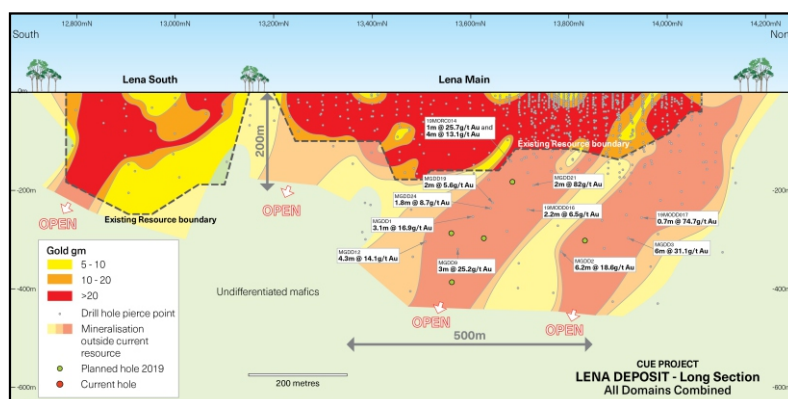 12,800mN 13,000mN 13,200mN 13,400mN 13,600mN 13,800mN 14,000mN 14,200mN
South
Lena South
Lena Main
0m
18MORC014
1m @ 25.7g/t Au and
4m @ 13.1g/t Au
Existing Resource boundary
200m
MGDD19
2m @ 5.6g/t Au
MGDD21
2m @ 82g/t Au
MGDD24
1.8m @ 8.7g/t Au
2.2m @ 6.5g/t Au
0.7m @ 74.7g/t Au
MGDD1
3.1m @ 16.9g/t Au
MGDD12
4.3m @ 14.1g/t Au
MGDD3
6m @ 31.1g/t Au
MGDD2
6.2m @ 18.6g/t Au
3m @ 25.2g/t Au
-200m
-200m
OPEN
OPEN
Existing Resource boundary
Gold gm
5 - 10
10 - 20
>20
Drill hole pierce point
Mineralisation
outside current
resource
Planned hole 2019
Current hole
Undifferentiated mafics
-400m
-400m
OPEN
OPEN
500m
200 metres
CUE PROJECT
LENA DEPOSIT - Long Section
All Domains Combined
-600m
-600m